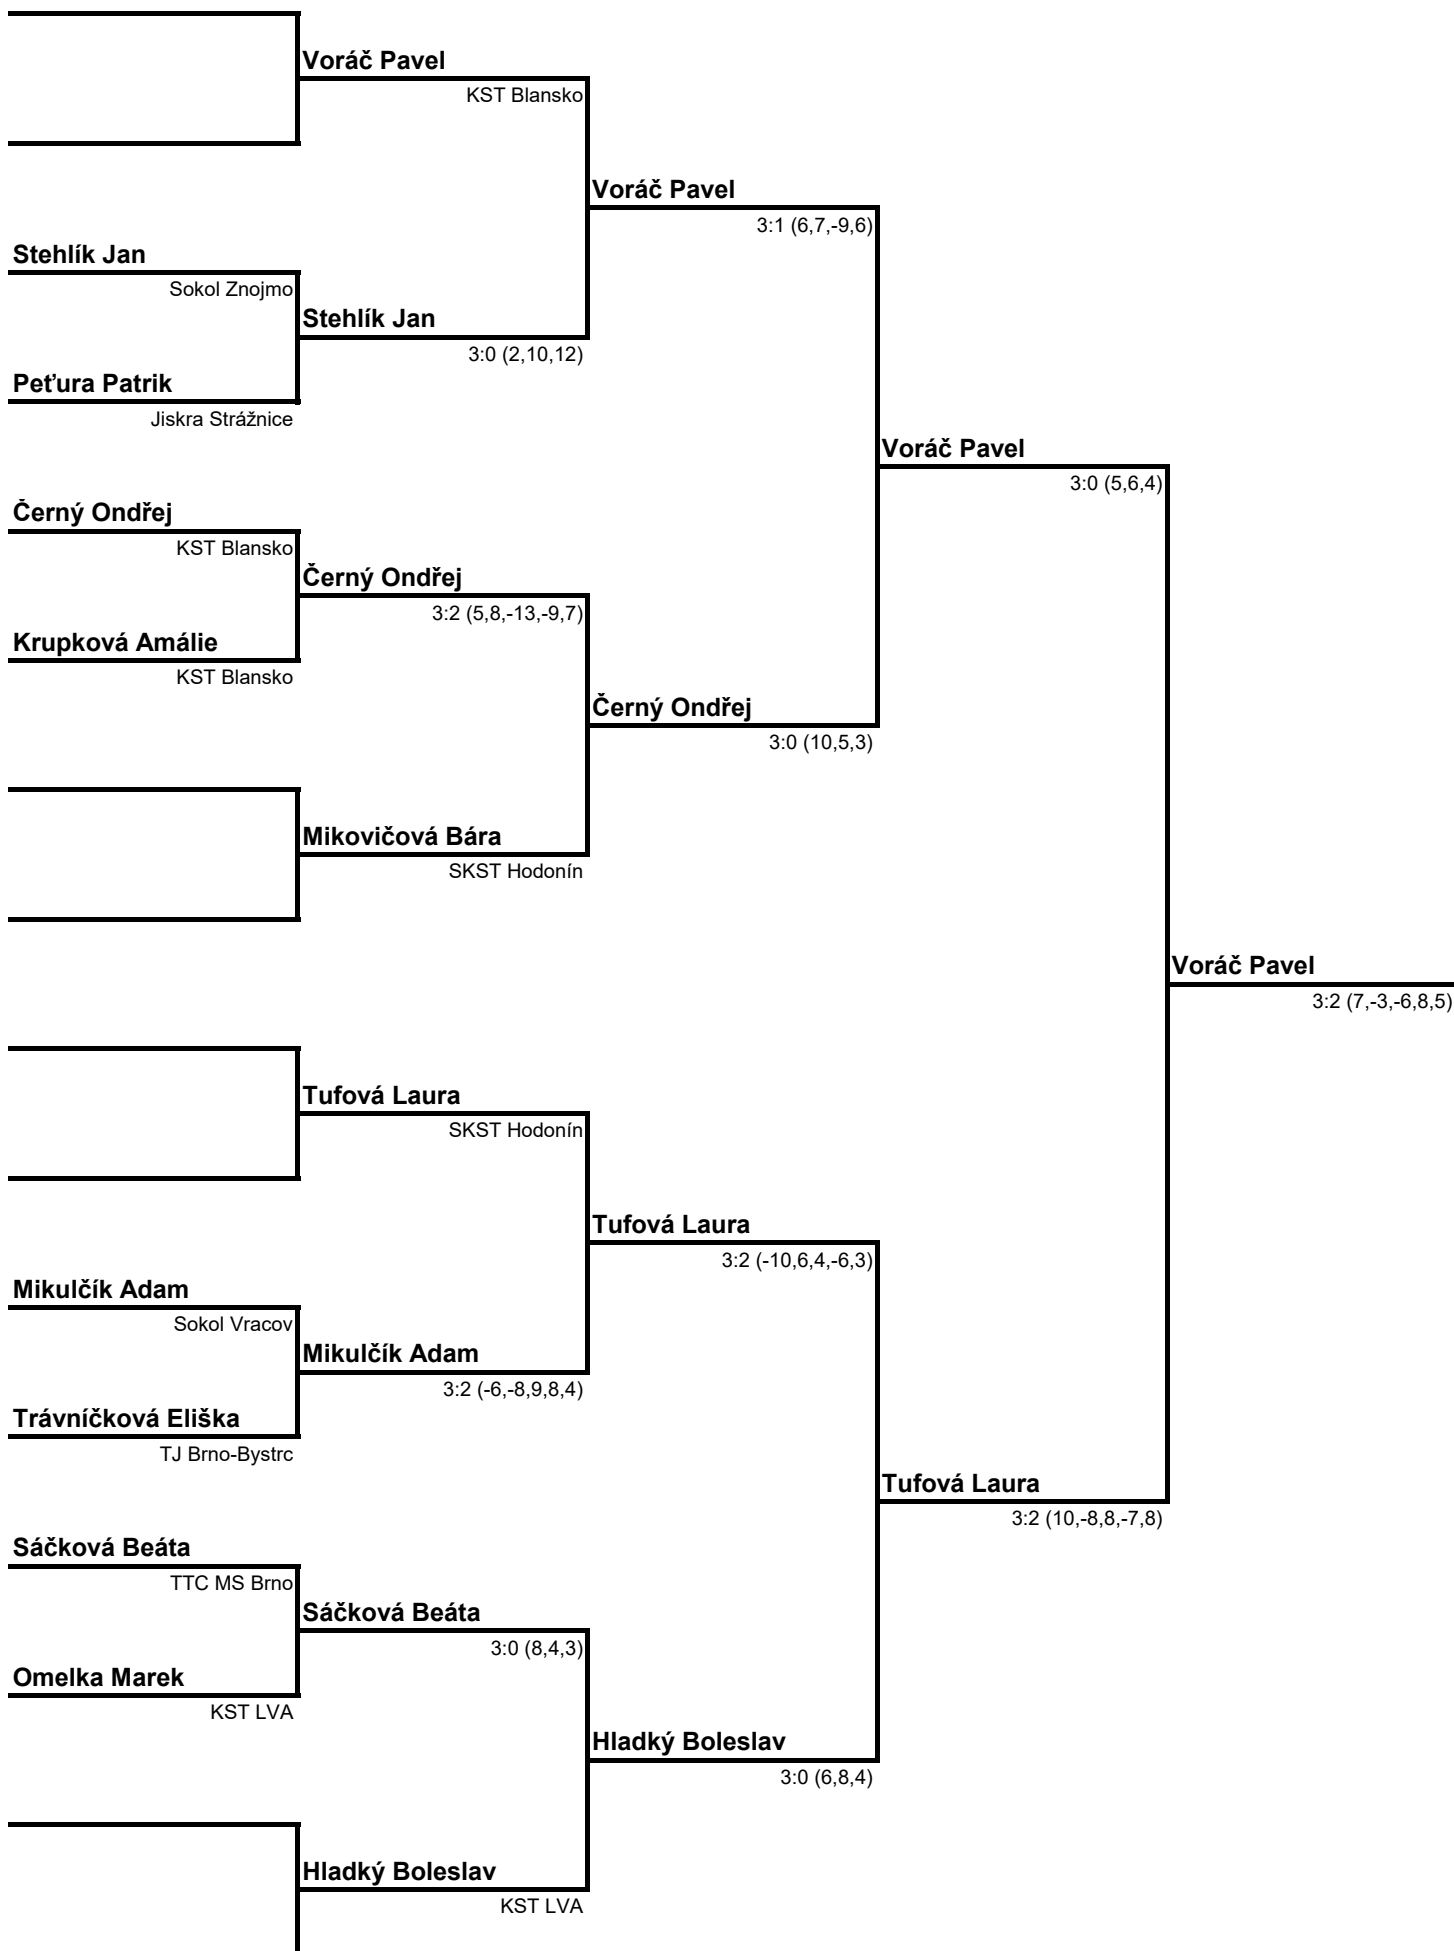 Voráč Pavel
KST Blansko
Voráč Pavel
3:1 (6,7,-9,6)
Stehlík Jan
Sokol Znojmo
Stehlík Jan
3:0 (2,10,12)
Peťura Patrik
Jiskra Strážnice
Voráč Pavel
3:0 (5,6,4)
Černý Ondřej
KST Blansko
Černý Ondřej
3:2 (5,8,-13,-9,7)
Krupková Amálie
KST Blansko
Černý Ondřej
3:0 (10,5,3)
Mikovičová Bára
SKST Hodonín
Voráč Pavel
3:2 (7,-3,-6,8,5)
Tufová Laura
SKST Hodonín
Tufová Laura
3:2 (-10,6,4,-6,3)
Mikulčík Adam
Sokol Vracov
Mikulčík Adam
3:2 (-6,-8,9,8,4)
Trávníčková Eliška
TJ Brno-Bystrc
Tufová Laura
3:2 (10,-8,8,-7,8)
Sáčková Beáta
TTC MS Brno
Sáčková Beáta
3:0 (8,4,3)
Omelka Marek
KST LVA
Hladký Boleslav
3:0 (6,8,4)
Hladký Boleslav
KST LVA